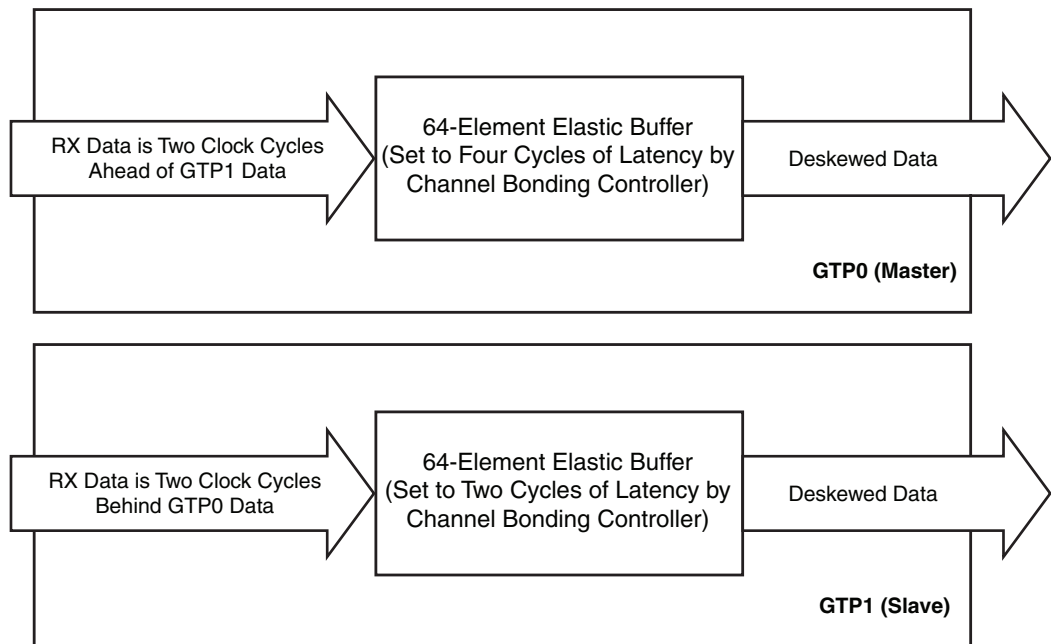 RX Data is Two Clock Cycles
Ahead of GTP1 Data
64-Element Elastic Buffer
(Set to Four Cycles of Latency by
Channel Bonding Controller)
Deskewed Data
GTP0 (Master)
RX Data is Two Clock Cycles
Behind GTP0 Data
64-Element Elastic Buffer
(Set to Two Cycles of Latency by
Channel Bonding Controller)
Deskewed Data
GTP1 (Slave)